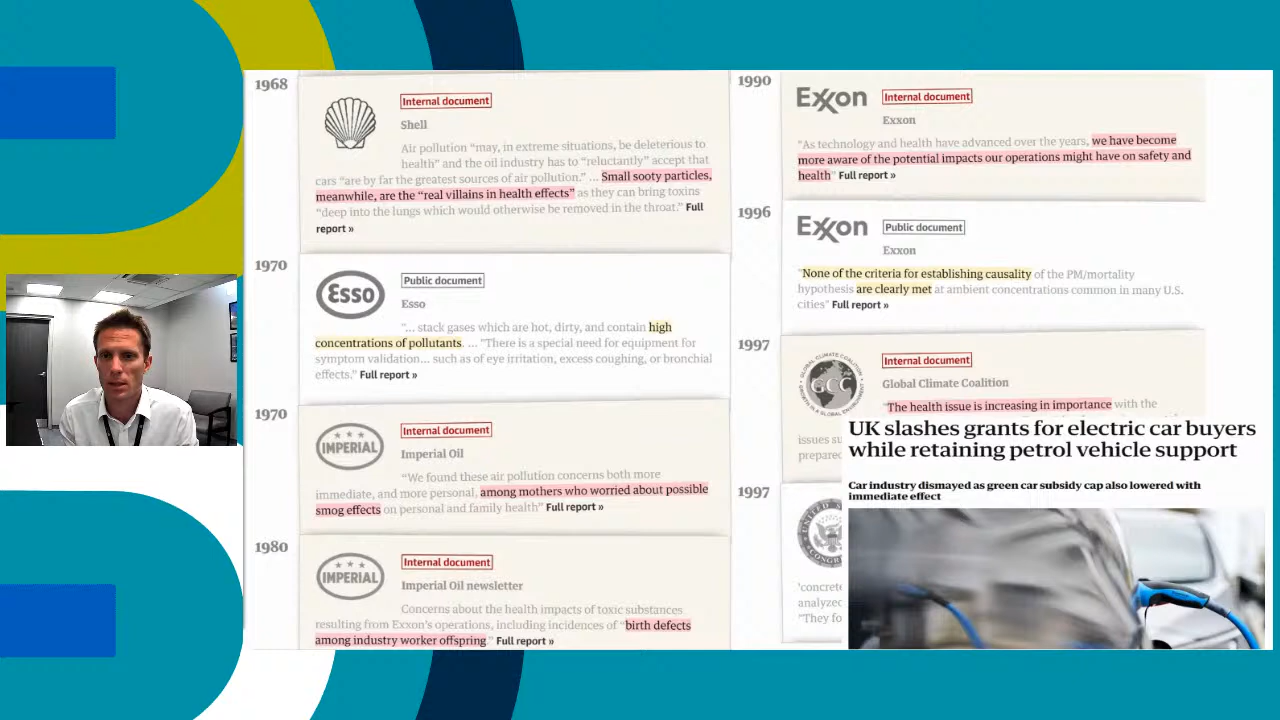 1968
Internal document
Shell
Air pollution “may, in extreme situations, be deleterious to
health” and the oil industry has to “reluctantly” accept that
cars “are by far the greatest sources of air pollution.” ... Small sooty particles,
meanwhile, are the “real villains in health effects” as they can bring toxins
“deep into the lungs which would otherwise be removed in the throat.” Full
report »
1970
Esso
Public document
Esso
“... stack gases which are hot, dirty, and contain high
concentrations of pollutants. ... “There is a special need for equipment for
symptom validation... such as of eye irritation, excess coughing, or bronchial
effects.” Full report »
1970
IMPERIAL
Internal document
Imperial Oil
“We found these air pollution concerns both more
immediate, and more personal, among mothers who worried about possible
smog effects on personal and family health” Full report »
1980
IMPERIAL
Internal document
Imperial Oil newsletter
Concerns about the health impacts of toxic substances
resulting from Exxon’s operations, including incidences of “birth defects
among industry worker offspring” Full report »
1990
Exxon
Internal document
Exxon
“As technology and health have advanced over the years, we have become
more aware of the potential impacts our operations might have on safety and
health” Full report »
1996
Exxon
Public document
Exxon
“None of the criteria for establishing causality of the PM/mortality
hypothesis are clearly met at ambient concentrations common in many U.S.
cities” Full report »
1997
GLOBAL CLIMATE COALITION
GCC
Internal document
Global Climate Coalition
“The health issue is increasing in importance with the
issues su
prepared
1997
UNITED S
CONGR
‘concrete
analyzed
“They fo
UK slashes grants for electric car buyers
while retaining petrol vehicle support
Car industry dismayed as green car subsidy cap also lowered with
immediate effect